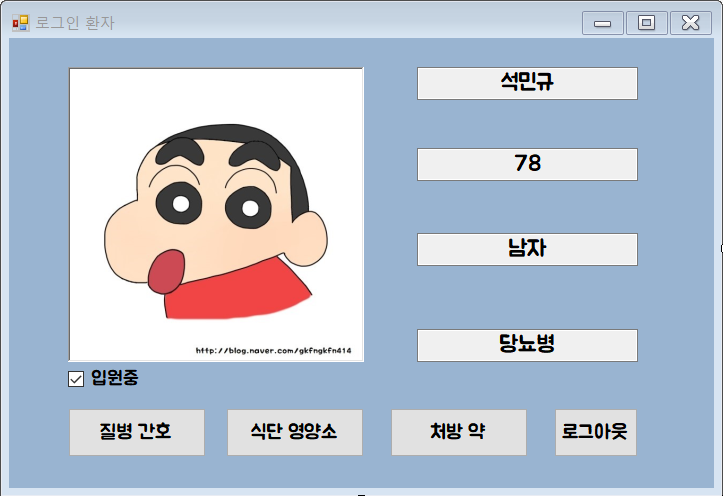 로그인 환자
석민규
78
남자
당뇨병
http://blog.naver.com/gkfngkfn414
입원중
질병 간호
식단 영양소
처방 약
로그아웃